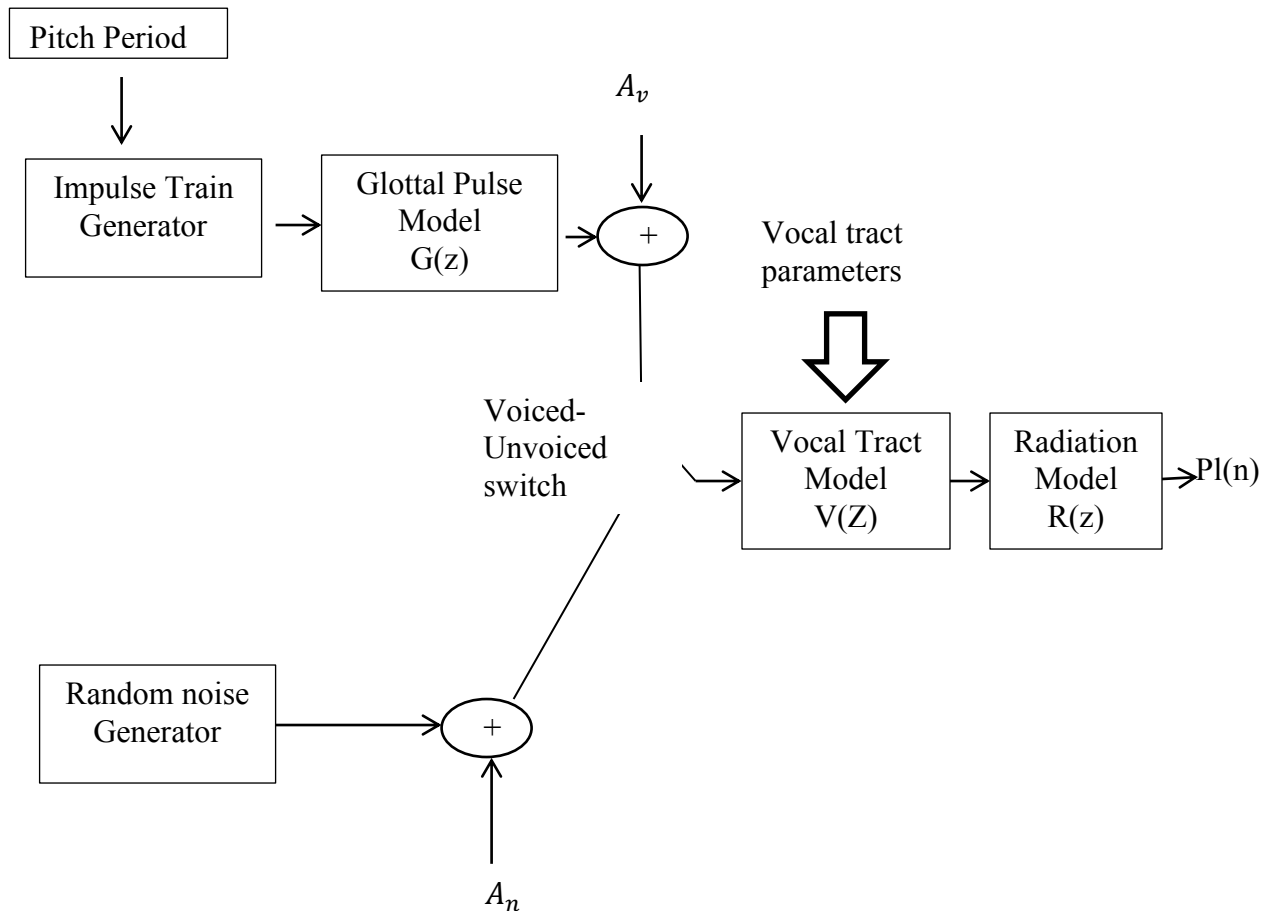 Pitch Period
A_v
Impulse Train
Generator
Glottal Pulse
Model
G(z)
+
Vocal tract
parameters
Voiced-
Unvoiced
switch
Vocal Tract
Model
V(Z)
Radiation
Model
R(z)
Pl(n)
Random noise
Generator
+
A_n